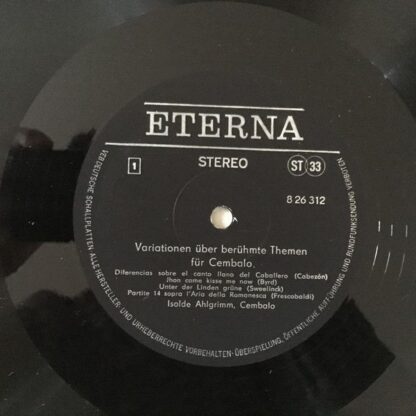 ETERNA
1
STEREO
ST 33
8 26 312
Variationen über berühmte Themen
für Cembalo.
Diferencias sobre el canto llano del Caballero (Cabezón)
Jhon come kisse me now (Byrd)
Unter der Linden grüne (Sweelinck)
Partite 14 sopra l'Aria della Romanesca (Frescobaldi)
Isolde Ahlgrimm, Cembalo
VEB DEUTSCHE SCHALLPLATTEN ALLE HERSTELLER- UND URHEBERRECHTE VORBEHALTEN-ÜBERSPIELUNG, ÖFFENTLICHE AUFFÜHRUNG UND RUNDFUNKSENDUNG VERBOTEN